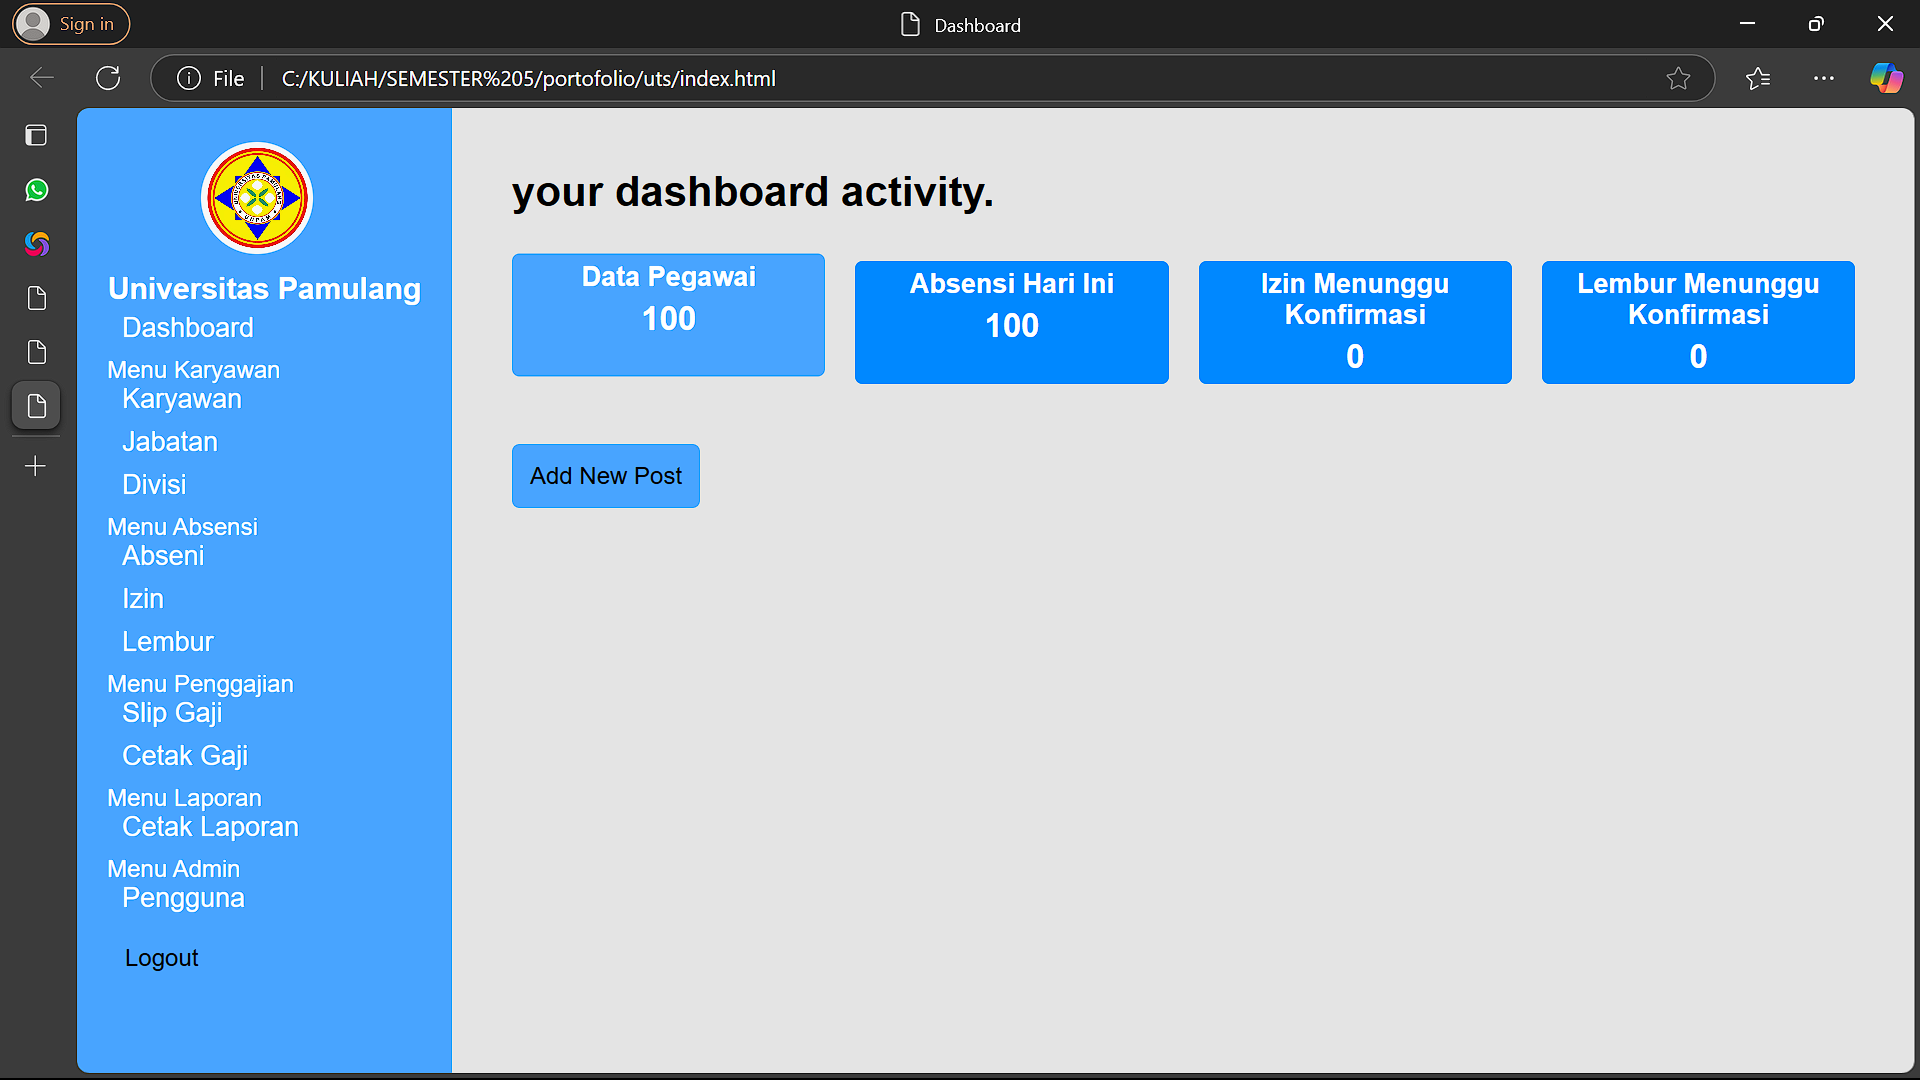 Sign in
Dashboard
File
C:/KULIAH/SEMESTER%205/portofolio/uts/index.html
UNIVERSITAS PAMULANG
Universitas Pamulang
Dashboard
Menu Karyawan
Karyawan
Jabatan
Divisi
Menu Absensi
Abseni
Izin
Lembur
Menu Penggajian
Slip Gaji
Cetak Gaji
Menu Laporan
Cetak Laporan
Menu Admin
Pengguna
Logout
your dashboard activity.
Data Pegawai
100
Absensi Hari Ini
100
Izin Menunggu
Konfirmasi
0
Lembur Menunggu
Konfirmasi
0
Add New Post